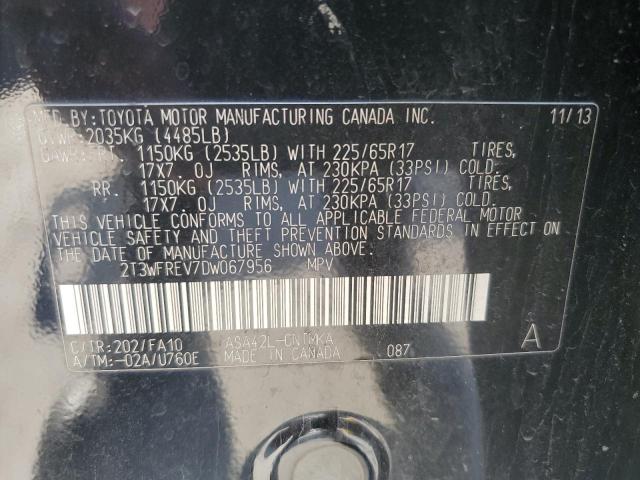 MFD.BY:TOYOTA MOTOR MANUFACTURING CANADA INC. 11/13
GVWR:2035KG (4485LB)
GAWR:FRT. 1150KG (2535LB) WITH 225/65R17 TIRES,
17X7.0J RIMS, AT 230KPA (33PSI) COLD.
RR. 1150KG (2535LB) WITH 225/65R17 TIRES,
17X7.0J RIMS, AT 230KPA (33PSI) COLD.
THIS VEHICLE CONFORMS TO ALL APPLICABLE FEDERAL MOTOR
VEHICLE SAFETY AND THEFT PREVENTION STANDARDS IN EFFECT ON
THE DATE OF MANUFACTURE SHOWN ABOVE.
2T3WFREV7DW067956 MPV
C/TR:202/FA10 ASA42L-GNTMKA A
A/TM:-02A/U760E MADE IN CANADA 087